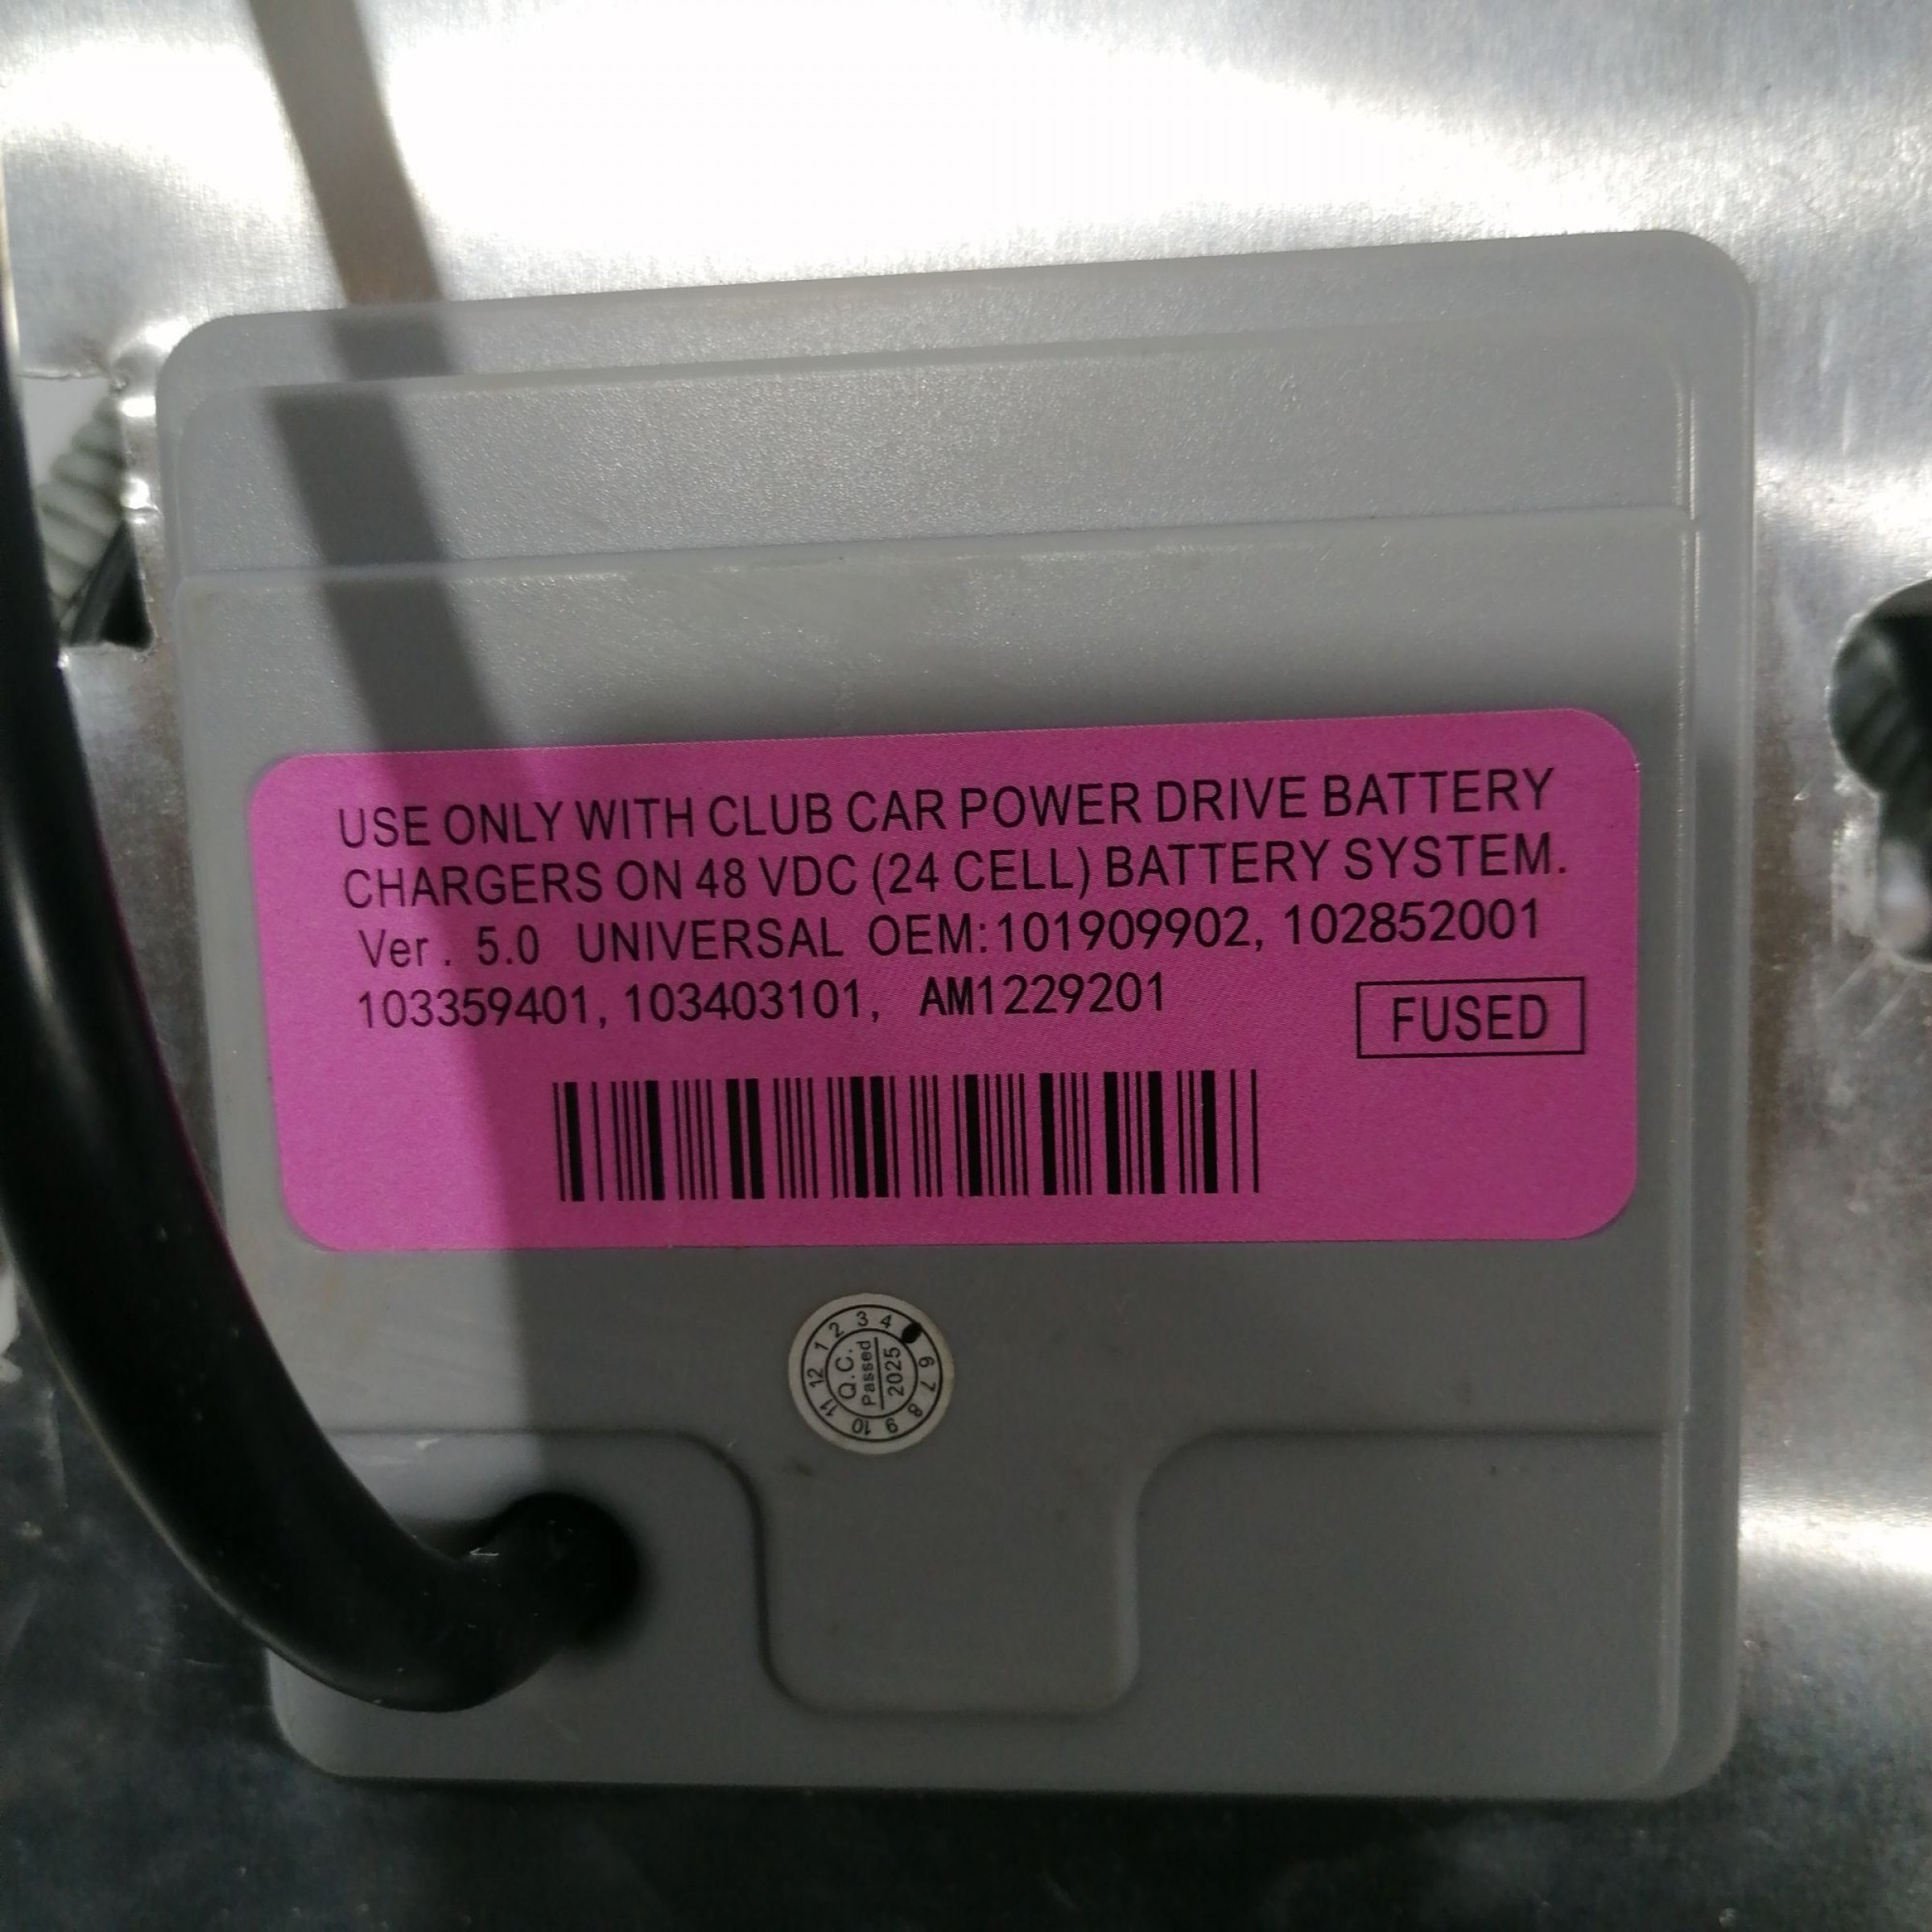 USE ONLY WITH CLUB CAR POWER DRIVE BATTERY
CHARGERS ON 48 VDC (24 CELL) BATTERY SYSTEM.
Ver. 5.0 UNIVERSAL OEM:101909902, 102852001
103359401, 103403101, AM1229201
FUSED
1 2 3 4 6 7 8 9 10 11 12
Q.C.
Passed
2025